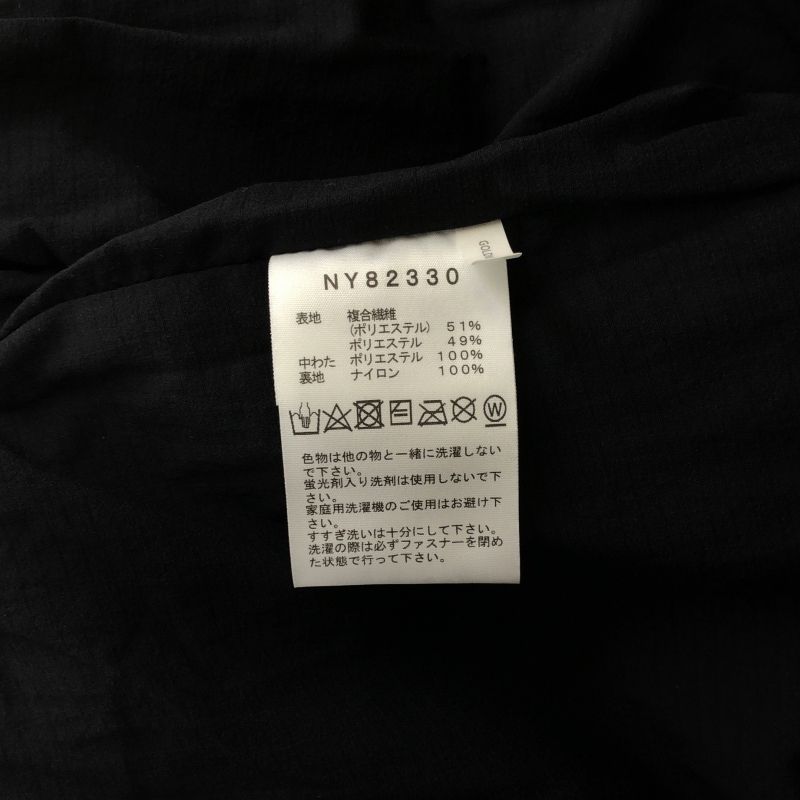 GOLD
NY82330
表地 複合繊維
(ポリエステル) 51%
ポリエステル 49%
中わた ポリエステル 100%
裏地 ナイロン 100%
W
色物は他の物と一緒に洗濯しない
で下さい。
蛍光剤入り洗剤は使用しないで下
さい。
家庭用洗濯機のご使用はお避け下
さい。
すすぎ洗いは十分にして下さい。
洗濯の際は必ずファスナーを閉め
た状態で行って下さい。